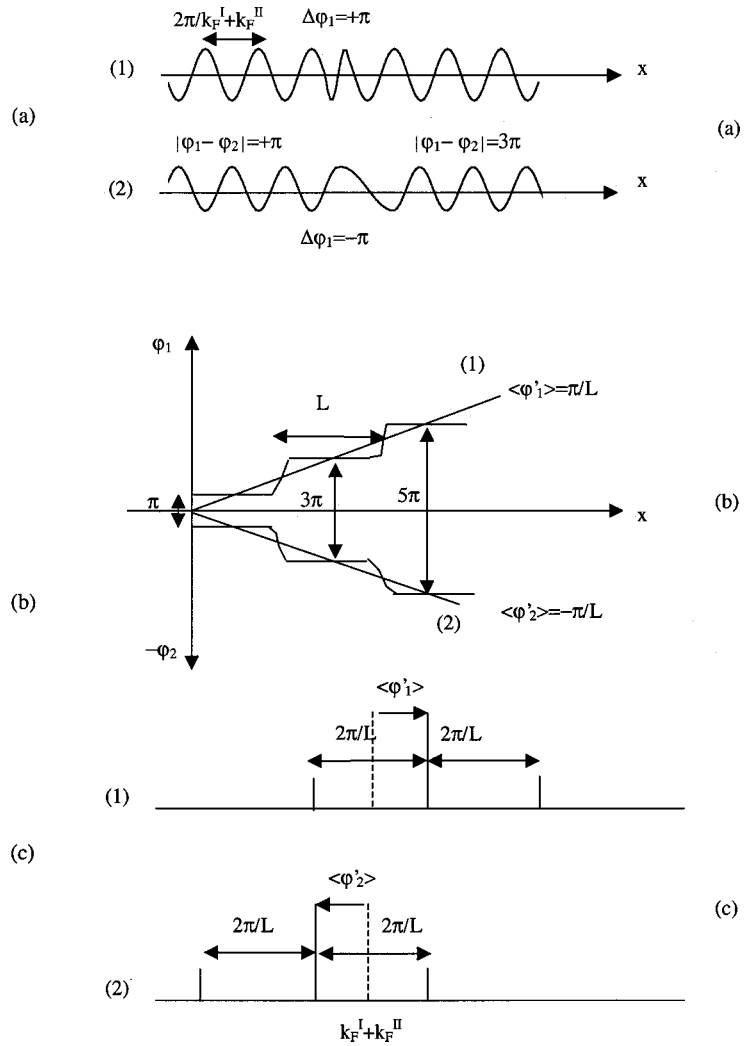 2π/k_F^I+k_F^II
Δφ₁=+π
(1)
x
(a)
(a)
|φ₁− φ₂|=+π
|φ₁− φ₂|=3π
(2)
x
Δφ₁=−π
φ₁
(1)
L
<φ'₁>=π/L
π
3π
5π
x
(b)
(b)
(2)
<φ'₂>=−π/L
−φ₂
<φ'₁>
2π/L
2π/L
(1)
(c)
<φ'₂>
(c)
2π/L
2π/L
(2)
k_F^I+k_F^II